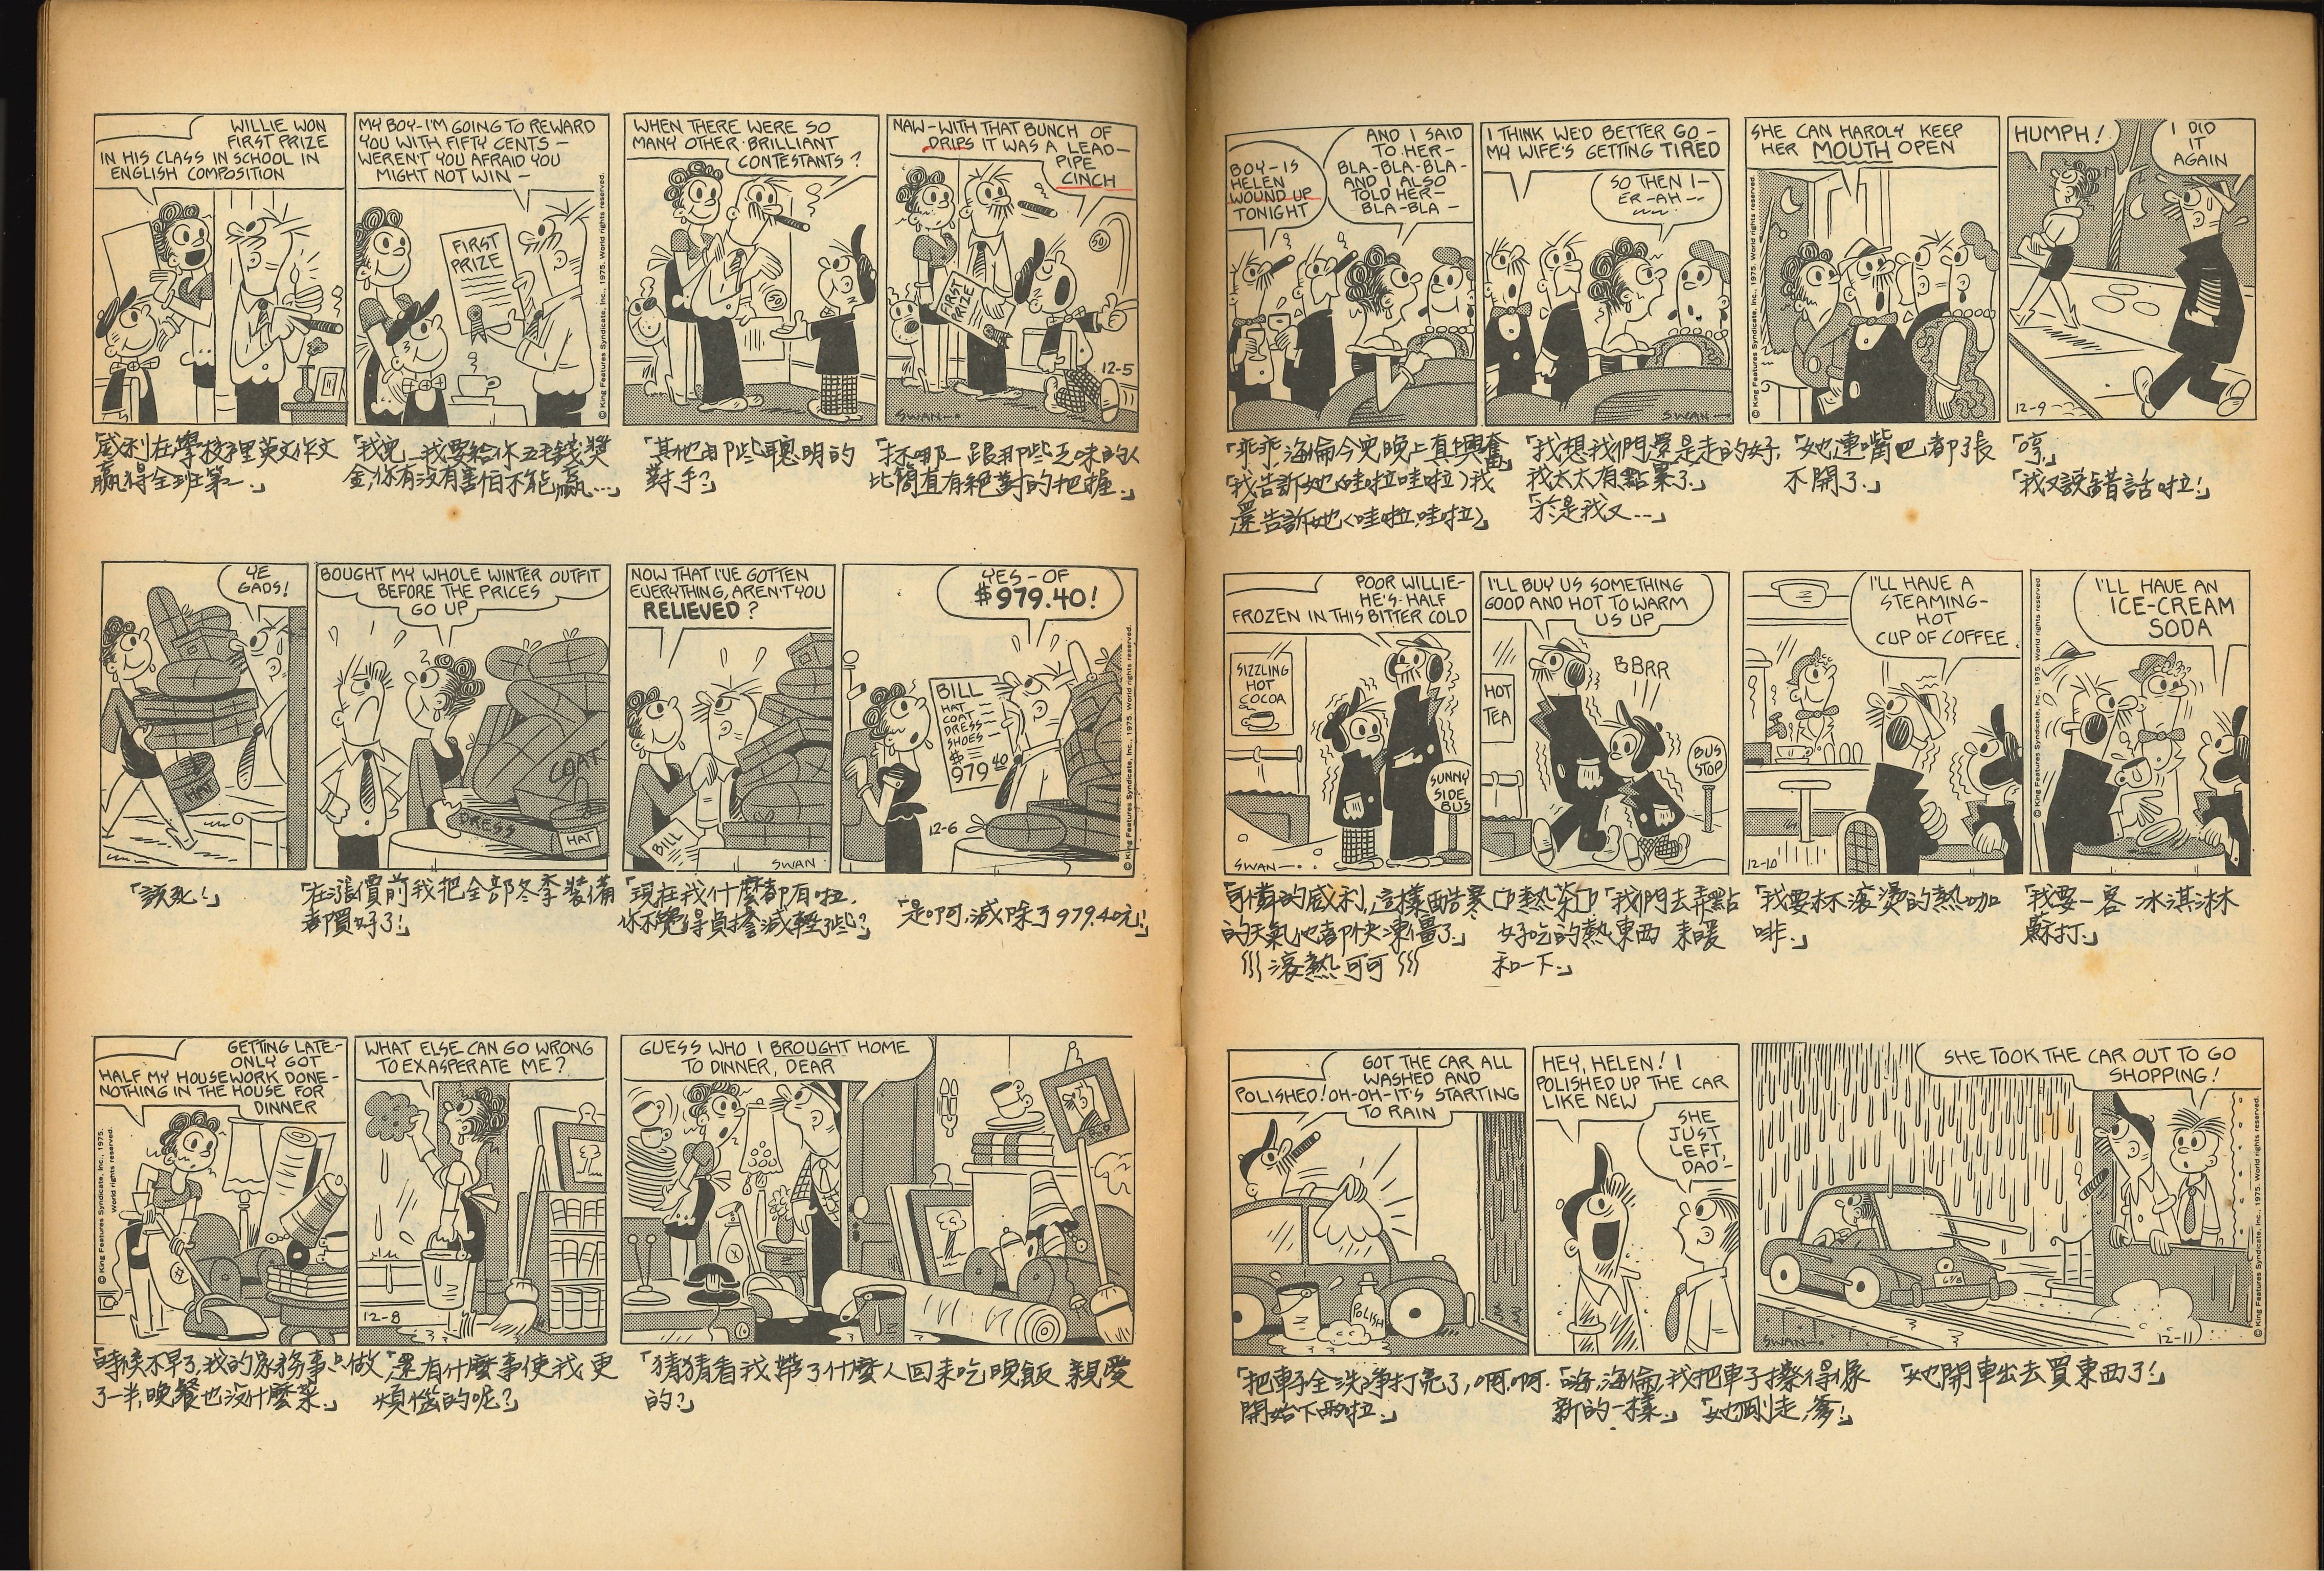 WILLIE WON
FIRST PRIZE
IN HIS CLASS IN SCHOOL IN
ENGLISH COMPOSITION
MY BOY-I'M GOING TO REWARD
YOU WITH FIFTY CENTS –
WEREN'T YOU AFRAID YOU
MIGHT NOT WIN –
FIRST
PRIZE
© King Features Syndicate, Inc., 1975. World rights reserved.
WHEN THERE WERE SO
MANY OTHER BRILLIANT
CONTESTANTS?
NAW-WITH THAT BUNCH OF
DRIPS IT WAS A LEAD-
PIPE
CINCH
50
FIRST
PRIZE
12-5
SWAN-
「威利在學校裡英文作文
贏得全班第一.」
「我兒—我要給你五毛錢獎
金,你有沒有害怕不能贏…
「其他有那些聰明的
對手?」
「才不哪—跟那些乏味的人
比簡直有絕對的把握.」
YE
GADS!
HAT
BOUGHT MY WHOLE WINTER OUTFIT
BEFORE THE PRICES
GO UP
COAT
DRESS
HAT
NOW THAT I'VE GOTTEN
EVERYTHING, AREN'T YOU
RELIEVED?
BILL
SWAN
YES-OF
$979.40!
BILL
HAT
COAT
DRESS
SHOES
$
979 40
12-6
© King Features Syndicate, Inc., 1975. World rights reserved.
「該死!」
「在漲價前我把全部冬季裝備
都買好了!」
「現在我什麼都有啦.
你不覺得負擔減輕了些?」
「是啊,減除了979.40元!」
GETTING LATE-
ONLY GOT
HALF MY HOUSEWORK DONE-
NOTHING IN THE HOUSE FOR
DINNER
© King Features Syndicate, Inc., 1975.
World rights reserved.
WHAT ELSE CAN GO WRONG
TO EXASPERATE ME?
12-8
GUESS WHO I BROUGHT HOME
TO DINNER, DEAR
「時候不早了,我的家務事只做
了一半,晚餐也沒什麼菜.」
「還有什麼事使我更
煩惱的呢?」
「猜猜看我帶了什麼人回來吃晚飯 親愛
的?」
BOY-IS
HELEN
WOUND UP
TONIGHT
AND I SAID
TO HER-
BLA-BLA-BLA-
AND I ALSO
TOLD HER-
BLA-BLA –
I THINK WE'D BETTER GO –
MY WIFE'S GETTING TIRED
SO THEN I-
ER-AH--
SWAN-
SHE CAN HARDLY KEEP
HER MOUTH OPEN
© King Features Syndicate, Inc., 1975. World rights reserved.
HUMPH!
I DID
IT
AGAIN
12-9
「乖乖,海倫今兒晚上真興奮」
「我告訴她(哇啦哇啦)我
還告訴她(哇啦哇啦)」
「我想我們還是走的好,
我太太有點累了.」
「於是我又…」
「她連嘴巴都張
不開了.」
「哼.」
「我又說錯話啦!」
POOR WILLIE-
HE'S HALF
FROZEN IN THIS BITTER COLD
SIZZLING
HOT
COCOA
SUNNY
SIDE
BUS
SWAN-
I'LL BUY US SOMETHING
GOOD AND HOT TO WARM
US UP
BBRR
HOT
TEA
BUS
STOP
I'LL HAVE A
STEAMING-
HOT
CUP OF COFFEE
12-10
© King Features Syndicate, Inc., 1975. World rights reserved.
I'LL HAVE AN
ICE-CREAM
SODA
「可憐的威利,這樣酷寒
的天氣他都快凍僵了.」
滾熱可可
熱茶
「我們去弄點
好吃的熱東西 來暖
和一下.」
「我要杯滾燙的熱咖
啡.」
「我要一客 冰淇淋
蘇打.」
GOT THE CAR ALL
WASHED AND
POLISHED! OH-OH-IT'S STARTING
TO RAIN
POLISH
HEY, HELEN! I
POLISHED UP THE CAR
LIKE NEW
SHE
JUST
LEFT,
DAD-
SHE TOOK THE CAR OUT TO GO
SHOPPING!
SWAN-
12-11
© King Features Syndicate, Inc., 1975. World rights reserved.
「把車子全洗淨打亮了,啊,啊.
開始下雨啦.」
「嗨,海倫,我把車子擦得像
新的一樣.」 「她剛走,爹!」
「她開車出去買東西了!」